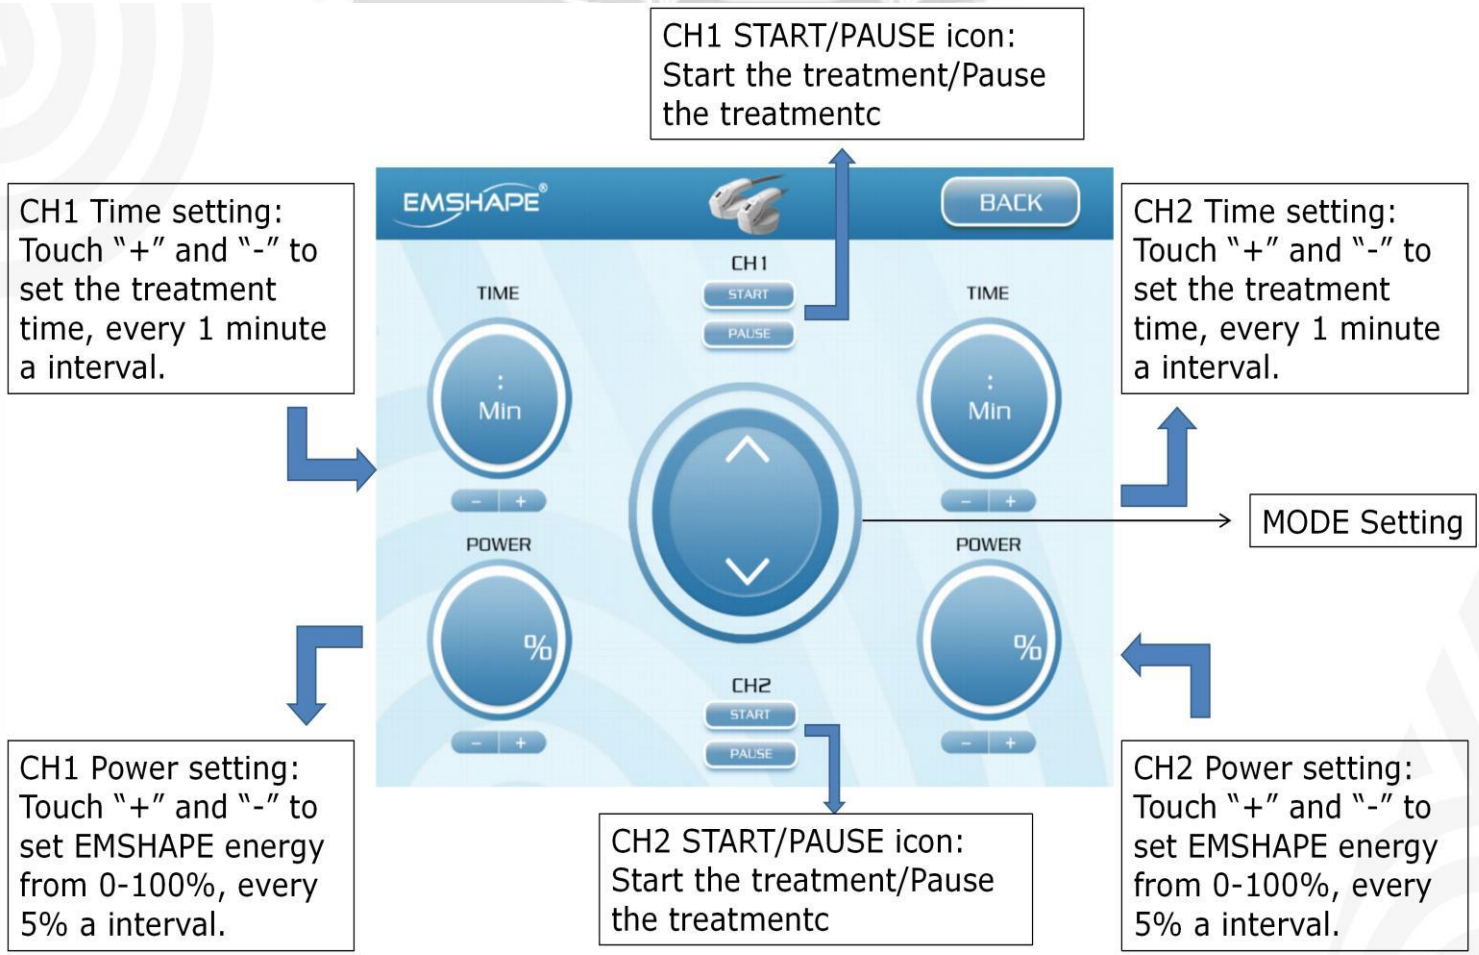 CH1 START/PAUSE icon:
Start the treatment/Pause
the treatmentc
CH1 Time setting:
Touch “+” and “-” to
set the treatment
time, every 1 minute
a interval.
EMSHAPE®
BACK
CH2 Time setting:
Touch “+” and “-” to
set the treatment
time, every 1 minute
a interval.
CH1
START
PAUSE
TIME
:
Min
- +
TIME
:
Min
- +
MODE Setting
POWER
%
- +
POWER
%
- +
CH2
START
PAUSE
CH1 Power setting:
Touch “+” and “-” to
set EMSHAPE energy
from 0-100%, every
5% a interval.
CH2 START/PAUSE icon:
Start the treatment/Pause
the treatmentc
CH2 Power setting:
Touch “+” and “-” to
set EMSHAPE energy
from 0-100%, every
5% a interval.